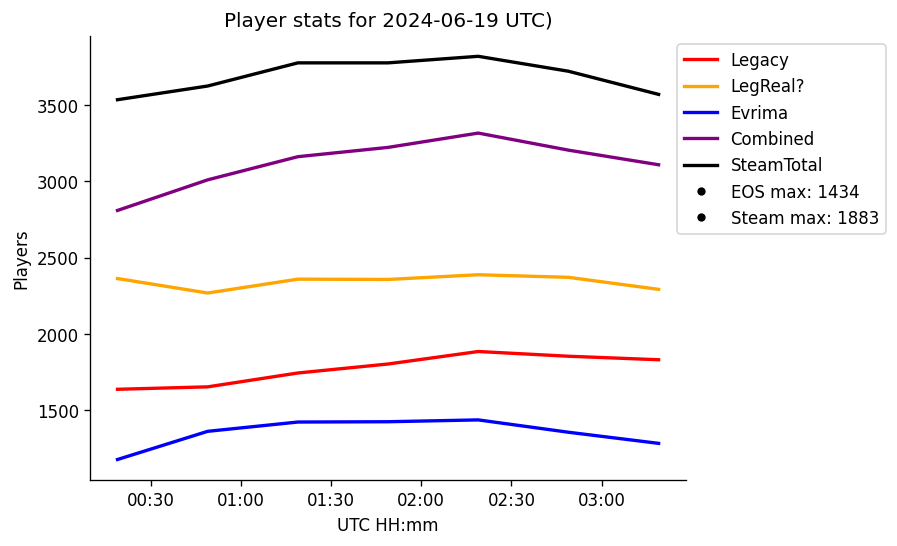 Player stats for 2024-06-19 UTC)
Legacy
LegReal?
Evrima
Combined
SteamTotal
EOS max: 1434
Steam max: 1883
Players
3500
3000
2500
2000
1500
00:30 01:00 01:30 02:00 02:30 03:00
UTC HH:mm